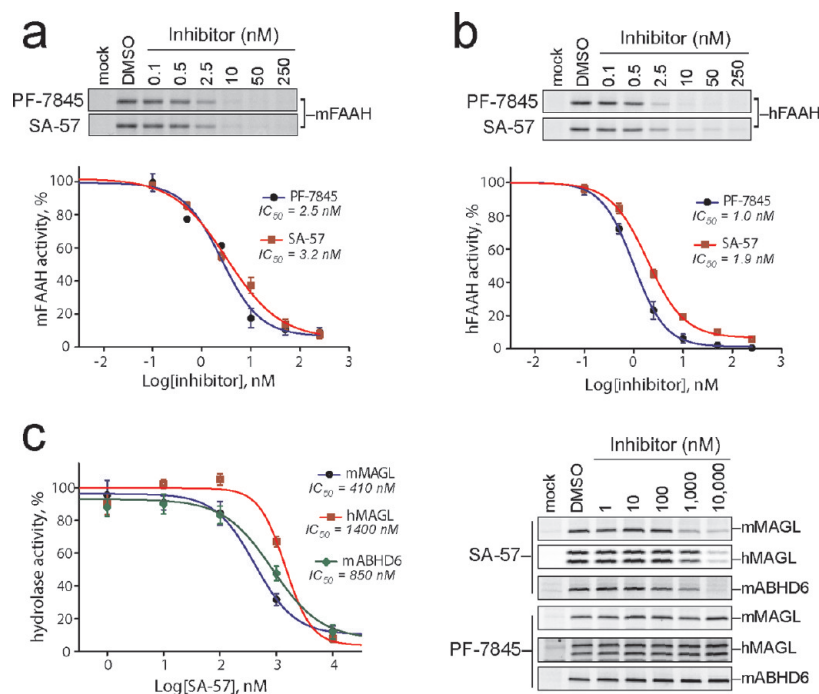 a
Inhibitor (nM)
mock
DMSO
0.1
0.5
2.5
10
50
250
PF-7845
SA-57
mFAAH
mFAAH activity, %
100
80
60
40
20
0
PF-7845
IC50 = 2.5 nM
SA-57
IC50 = 3.2 nM
-2
-1
0
1
2
3
Log[inhibitor], nM
b
Inhibitor (nM)
mock
DMSO
0.1
0.5
2.5
10
50
250
PF-7845
SA-57
hFAAH
hFAAH activity, %
100
80
60
40
20
0
PF-7845
IC50 = 1.0 nM
SA-57
IC50 = 1.9 nM
-2
-1
0
1
2
3
Log[inhibitor], nM
c
hydrolase activity, %
100
80
60
40
20
0
mMAGL
IC50 = 410 nM
hMAGL
IC50 = 1400 nM
mABHD6
IC50 = 850 nM
0
1
2
3
4
Log[SA-57], nM
Inhibitor (nM)
mock
DMSO
1
10
100
1,000
10,000
SA-57
mMAGL
hMAGL
mABHD6
PF-7845
mMAGL
hMAGL
mABHD6